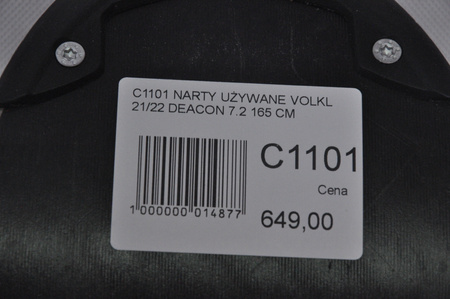 C1101 NARTY UŻYWANE VOLKL
21/22 DEACON 7.2 165 CM
C1101
Cena
1 000000 014877
649,00